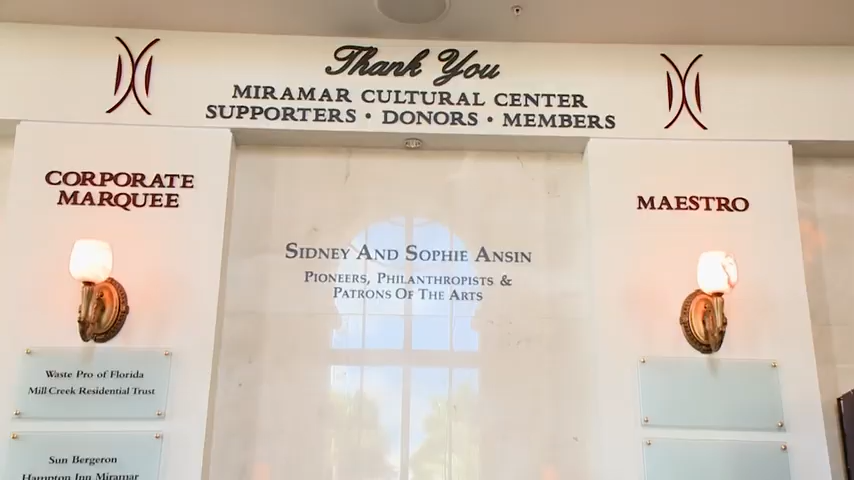 Thank You
MIRAMAR CULTURAL CENTER
SUPPORTERS • DONORS • MEMBERS
CORPORATE
MARQUEE
MAESTRO
SIDNEY AND SOPHIE ANSIN
PIONEERS, PHILANTHROPISTS &
PATRONS OF THE ARTS
Waste Pro of Florida
Mill Creek Residential Trust
Sun Bergeron
Hampton Inn Miramar